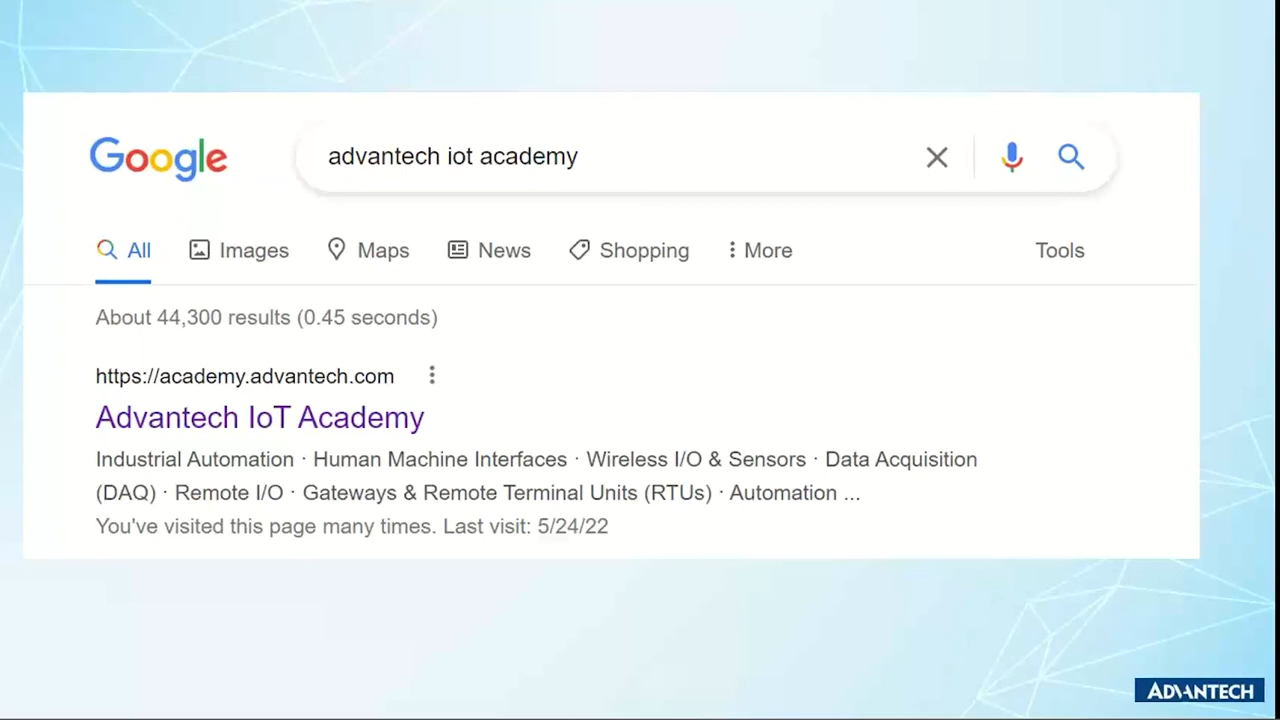 Google
advantech iot academy
All Images Maps News Shopping More Tools
About 44,300 results (0.45 seconds)
https://academy.advantech.com
Advantech IoT Academy
Industrial Automation · Human Machine Interfaces · Wireless I/O & Sensors · Data Acquisition
(DAQ) · Remote I/O · Gateways & Remote Terminal Units (RTUs) · Automation ...
You've visited this page many times. Last visit: 5/24/22
ADVANTECH